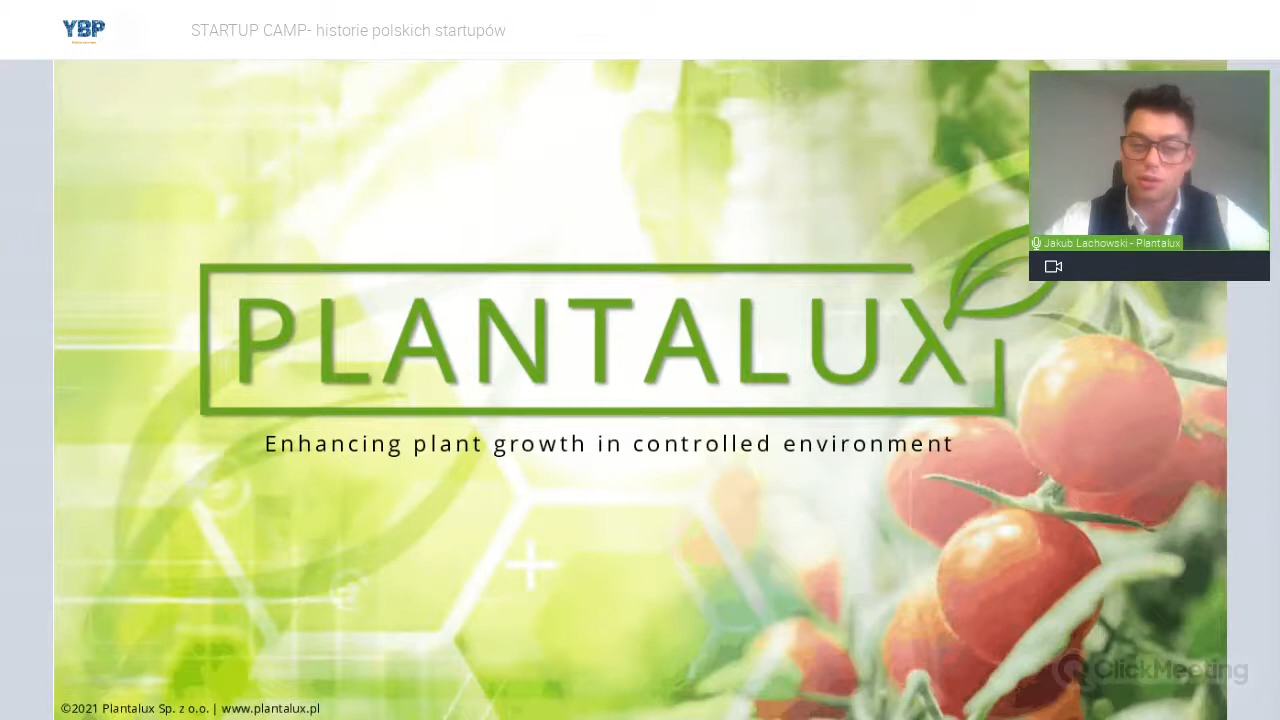 YBP
STARTUP CAMP- historie polskich startupów
Jakub Lachowski - Plantalux
PLANTALUX
Enhancing plant growth in controlled environment
ClickMeeting
©2021 Plantalux Sp. z o.o. | www.plantalux.pl